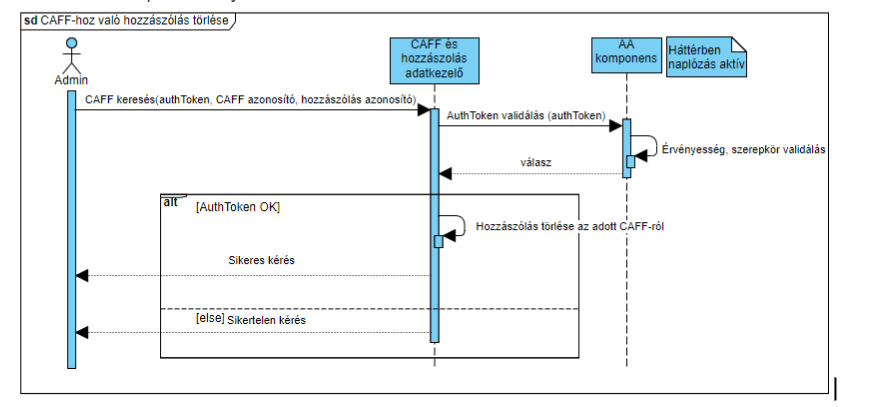 sd CAFF-hoz való hozzászólás törlése
CAFF és
hozzászolás
adatkezelő
AA
komponens
Háttérben
naplózás aktív
Admin
CAFF keresés(authToken, CAFF azonosító, hozzászólás azonosító)
AuthToken validálás (authToken)
Érvényesség, szerepkör validálás
válasz
alt
[AuthToken OK]
Hozzászólás törlése az adott CAFF-ról
Sikeres kérés
[else] Sikertelen kérés